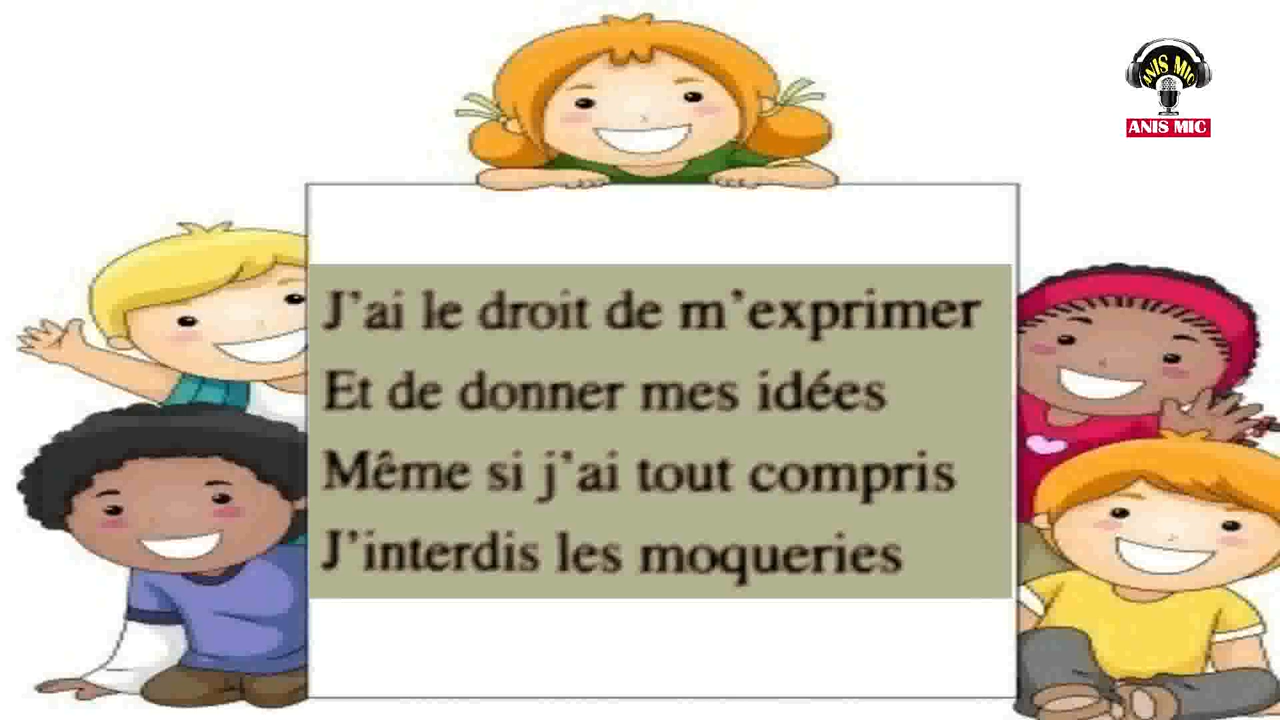 ANIS MIC
ANIS MIC
J'ai le droit de m'exprimer
Et de donner mes idées
Même si j'ai tout compris
J'interdis les moqueries